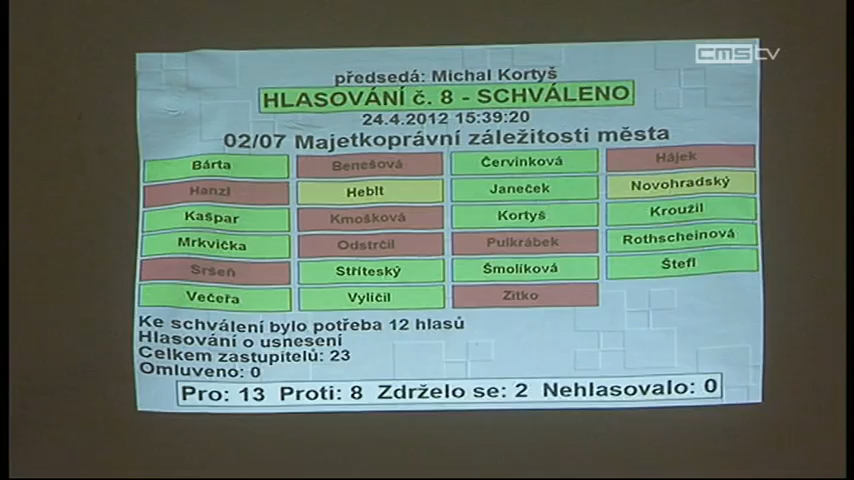 cmstv
předsedá: Michal Kortyš
HLASOVÁNÍ č. 8 - SCHVÁLENO
24.4.2012 15:39:20
02/07 Majetkoprávní záležitosti města
Bárta Benešová Červinková Hájek
Hanzl Heblt Janeček Novohradský
Kašpar Kmošková Kortyš Kroužil
Mrkvička Odstrčil Pulkrábek Rothscheinová
Sršeň Stříteský Šmolíková Štefl
Večeřa Vyličil Zitko
Ke schválení bylo potřeba 12 hlasů
Hlasování o usnesení
Celkem zastupitelů: 23
Omluveno: 0
Pro: 13 Proti: 8 Zdrželo se: 2 Nehlasovalo: 0